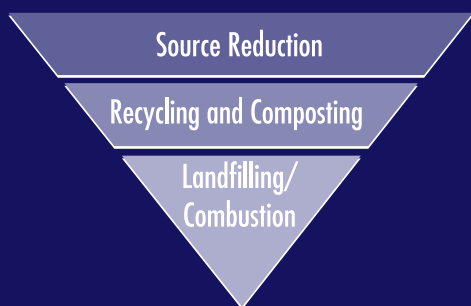 Source Reduction
Recycling and Composting
Landfilling/
Combustion